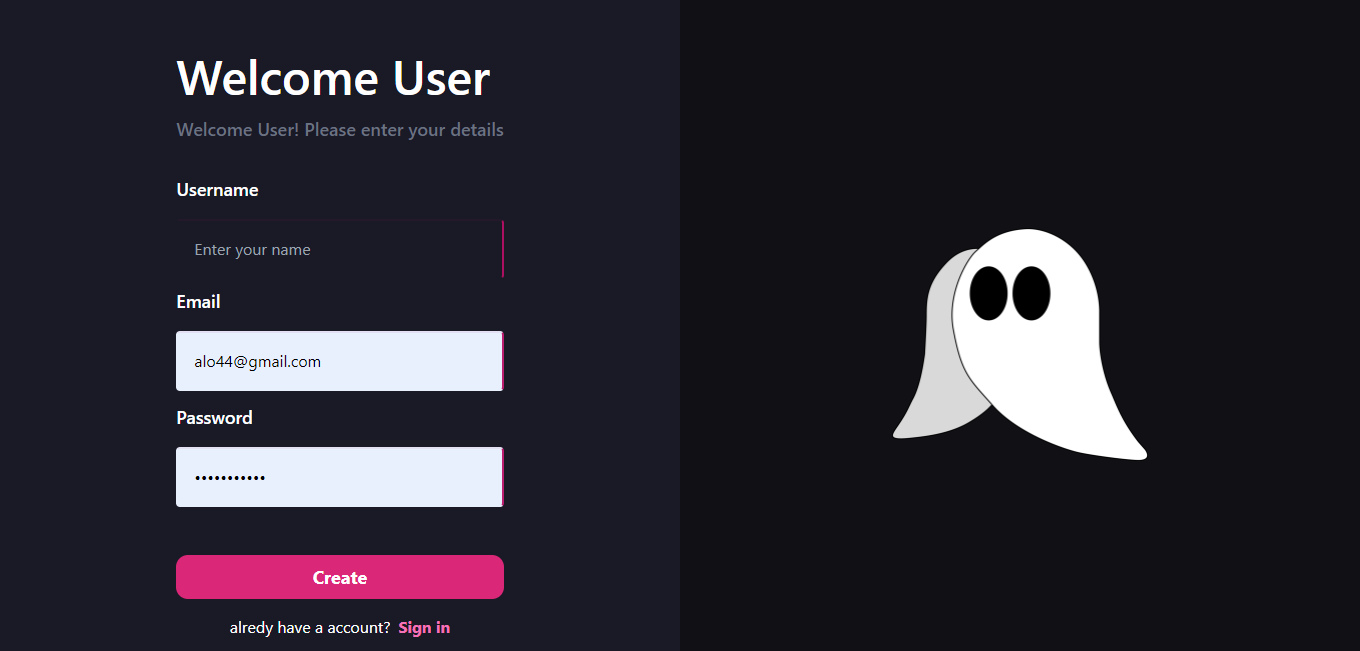 Welcome User
Welcome User! Please enter your details
Username
Enter your name
Email
alo44@gmail.com
Password
•••••••••••
Create
alredy have a account? Sign in